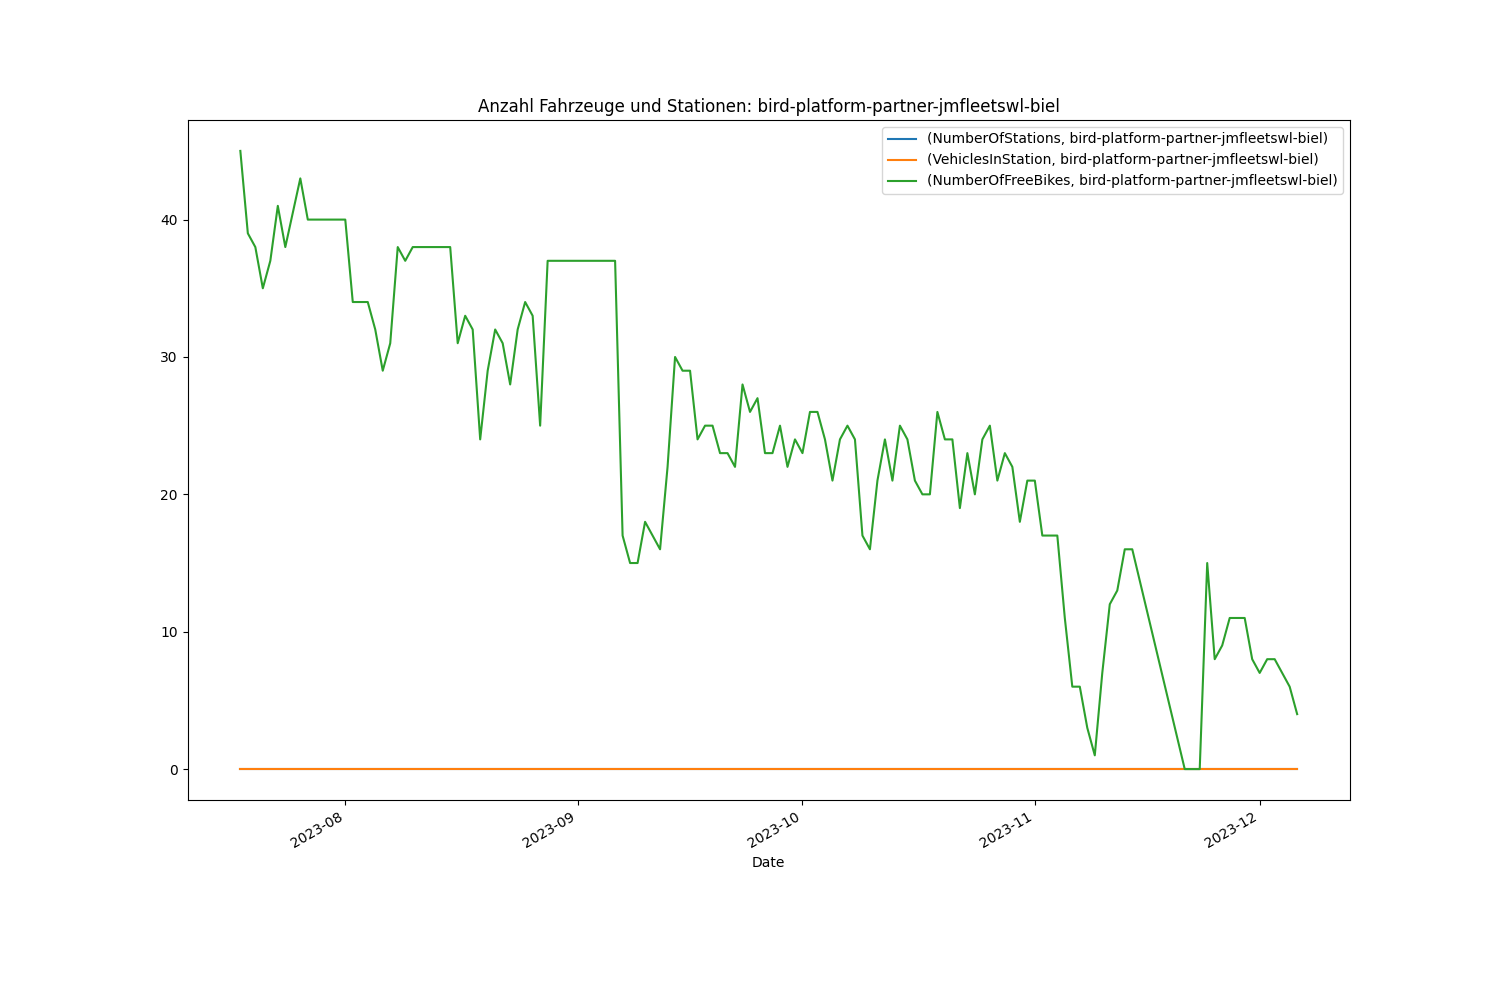 Anzahl Fahrzeuge und Stationen: bird-platform-partner-jmfleetswl-biel
(NumberOfStations, bird-platform-partner-jmfleetswl-biel)
(VehiclesInStation, bird-platform-partner-jmfleetswl-biel)
(NumberOfFreeBikes, bird-platform-partner-jmfleetswl-biel)
40
30
20
10
0
2023-08
2023-09
2023-10
2023-11
2023-12
Date